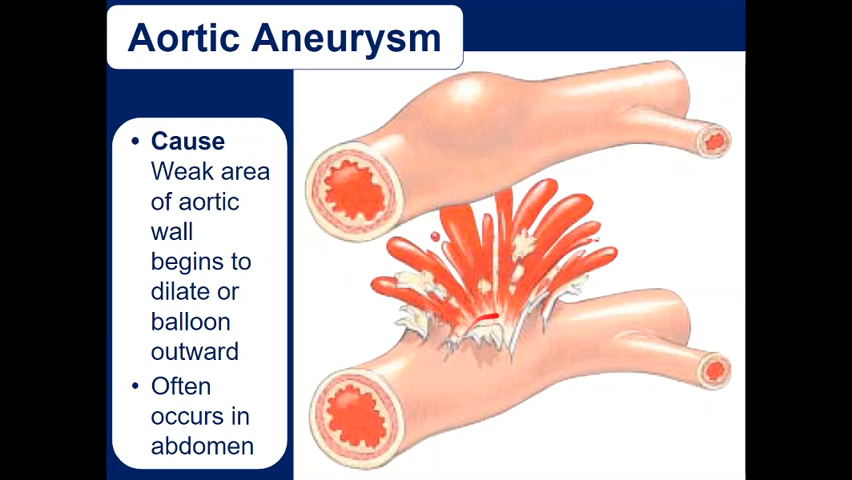 Aortic Aneurysm
• Cause
Weak area
of aortic
wall
begins to
dilate or
balloon
outward
• Often
occurs in
abdomen